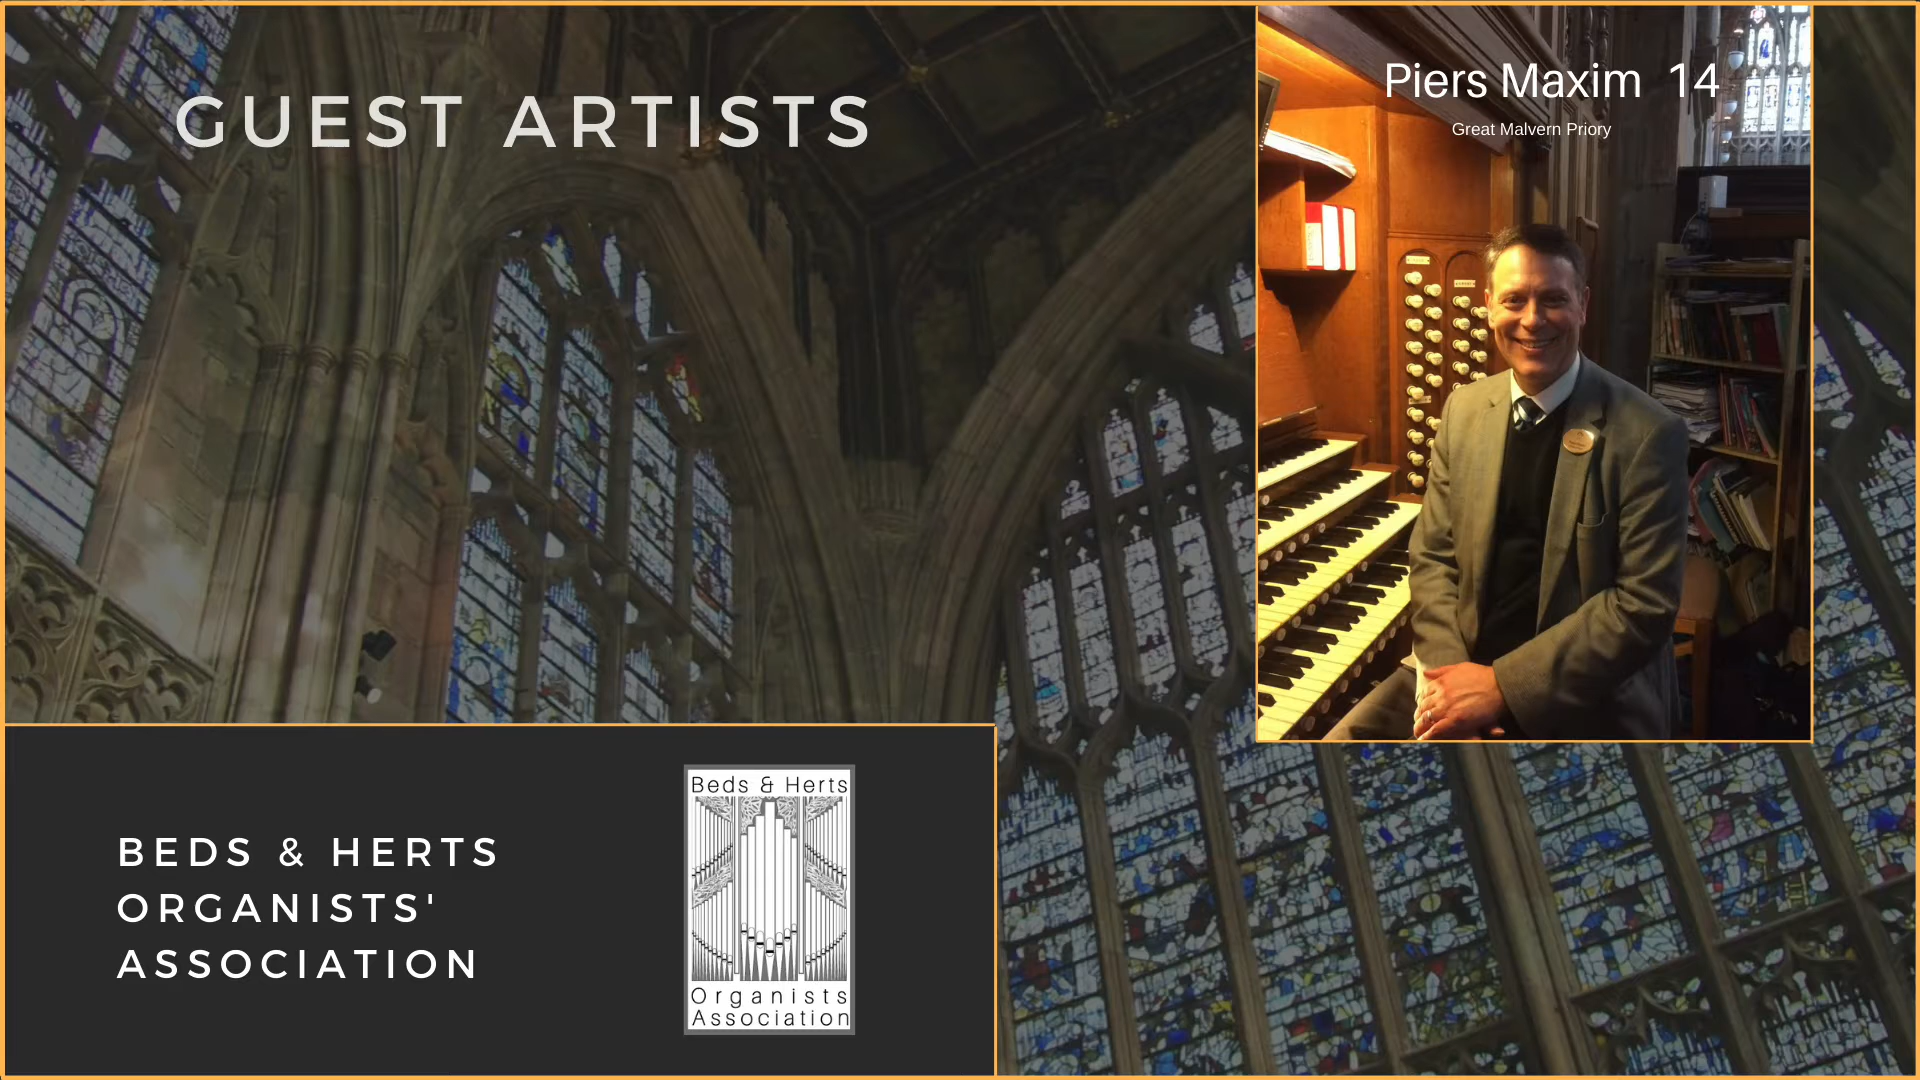 GUEST ARTISTS
Piers Maxim 14
Great Malvern Priory
BEDS & HERTS
ORGANISTS'
ASSOCIATION
Beds & Herts
Organists
Association